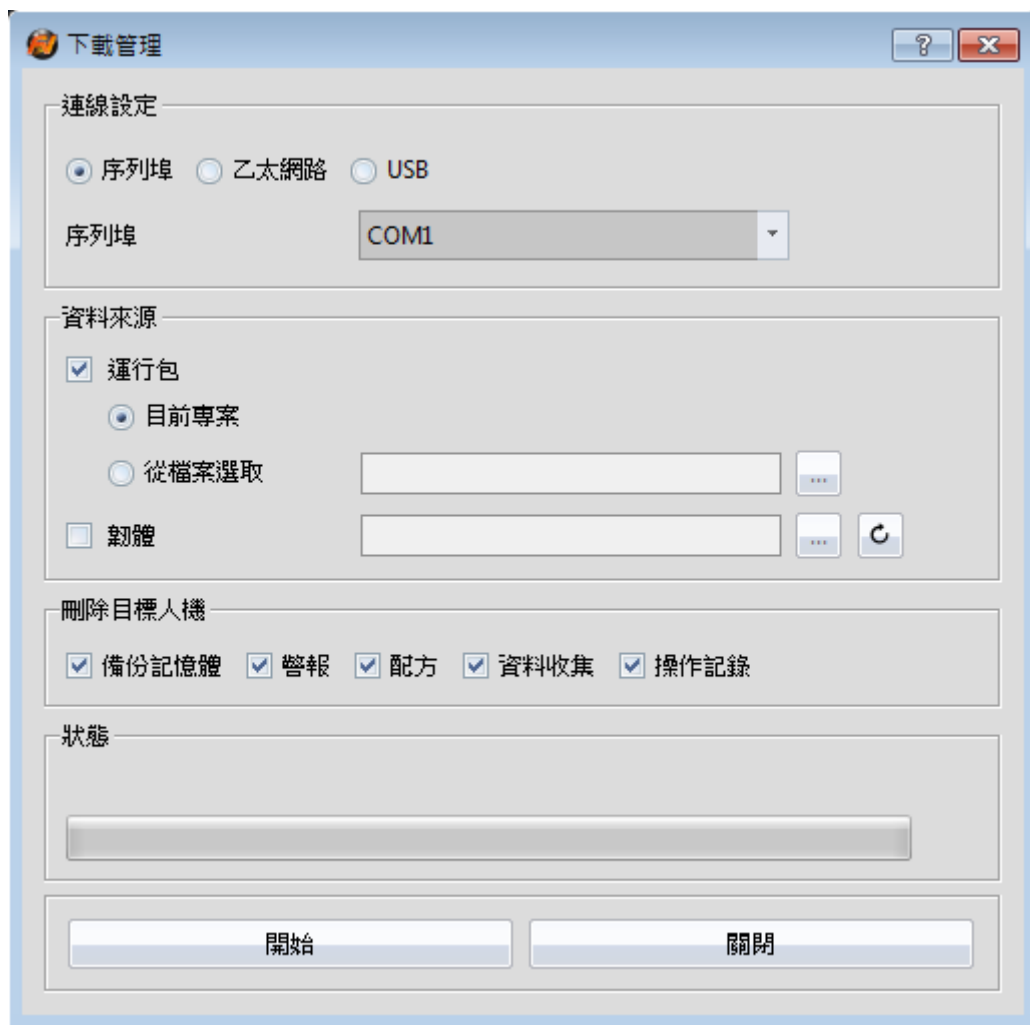 下載管理
連線設定
序列埠 乙太網路 USB
序列埠 COM1
資料來源
運行包
目前專案
從檔案選取 ...
韌體 ...
刪除目標人機
備份記憶體 警報 配方 資料收集 操作記錄
狀態
開始 關閉